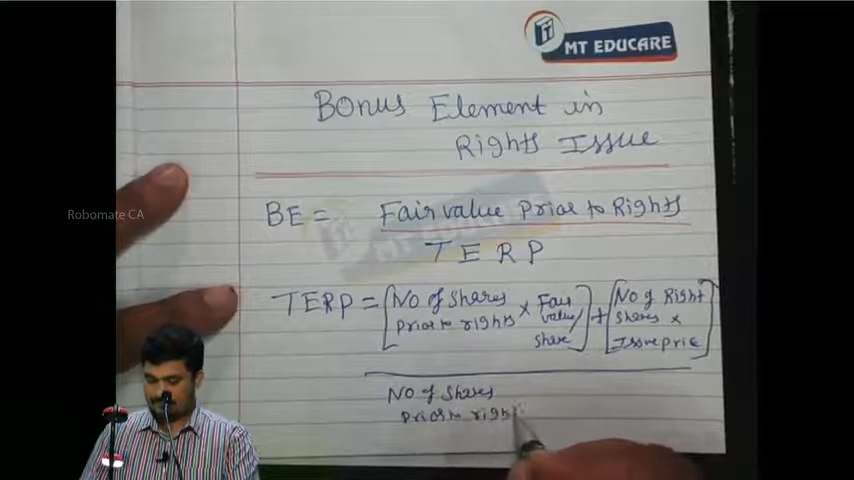 MT EDUCARE
Bonus Element in
Rights Issue
Robomate CA
BE = Fair value Prior to Rights
TERP
TERP = [No of shares prior to rights × Fair value/ share] + [No of Right shares × Issue price]
No of shares
prior to right